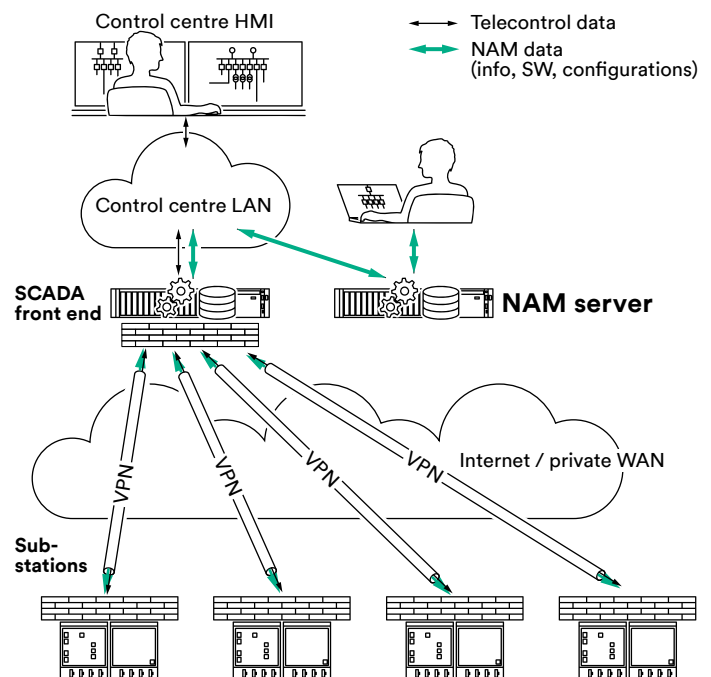 Control centre HMI
Telecontrol data
NAM data
(info, SW, configurations)
Control centre LAN
SCADA
front end
NAM server
VPN
VPN
VPN
VPN
Internet / private WAN
Sub-
stations